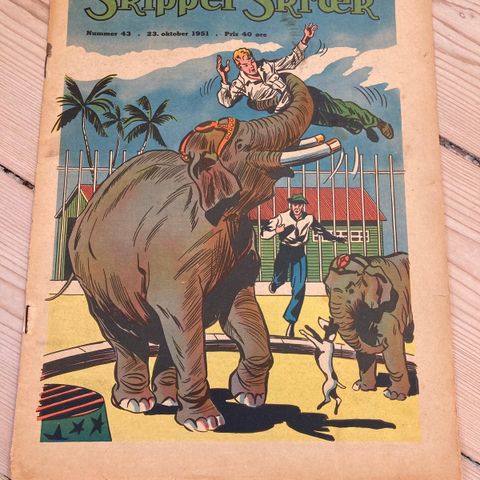 Skipper Skræk
Nummer 43 . 23. oktober 1951 . Pris 40 øre